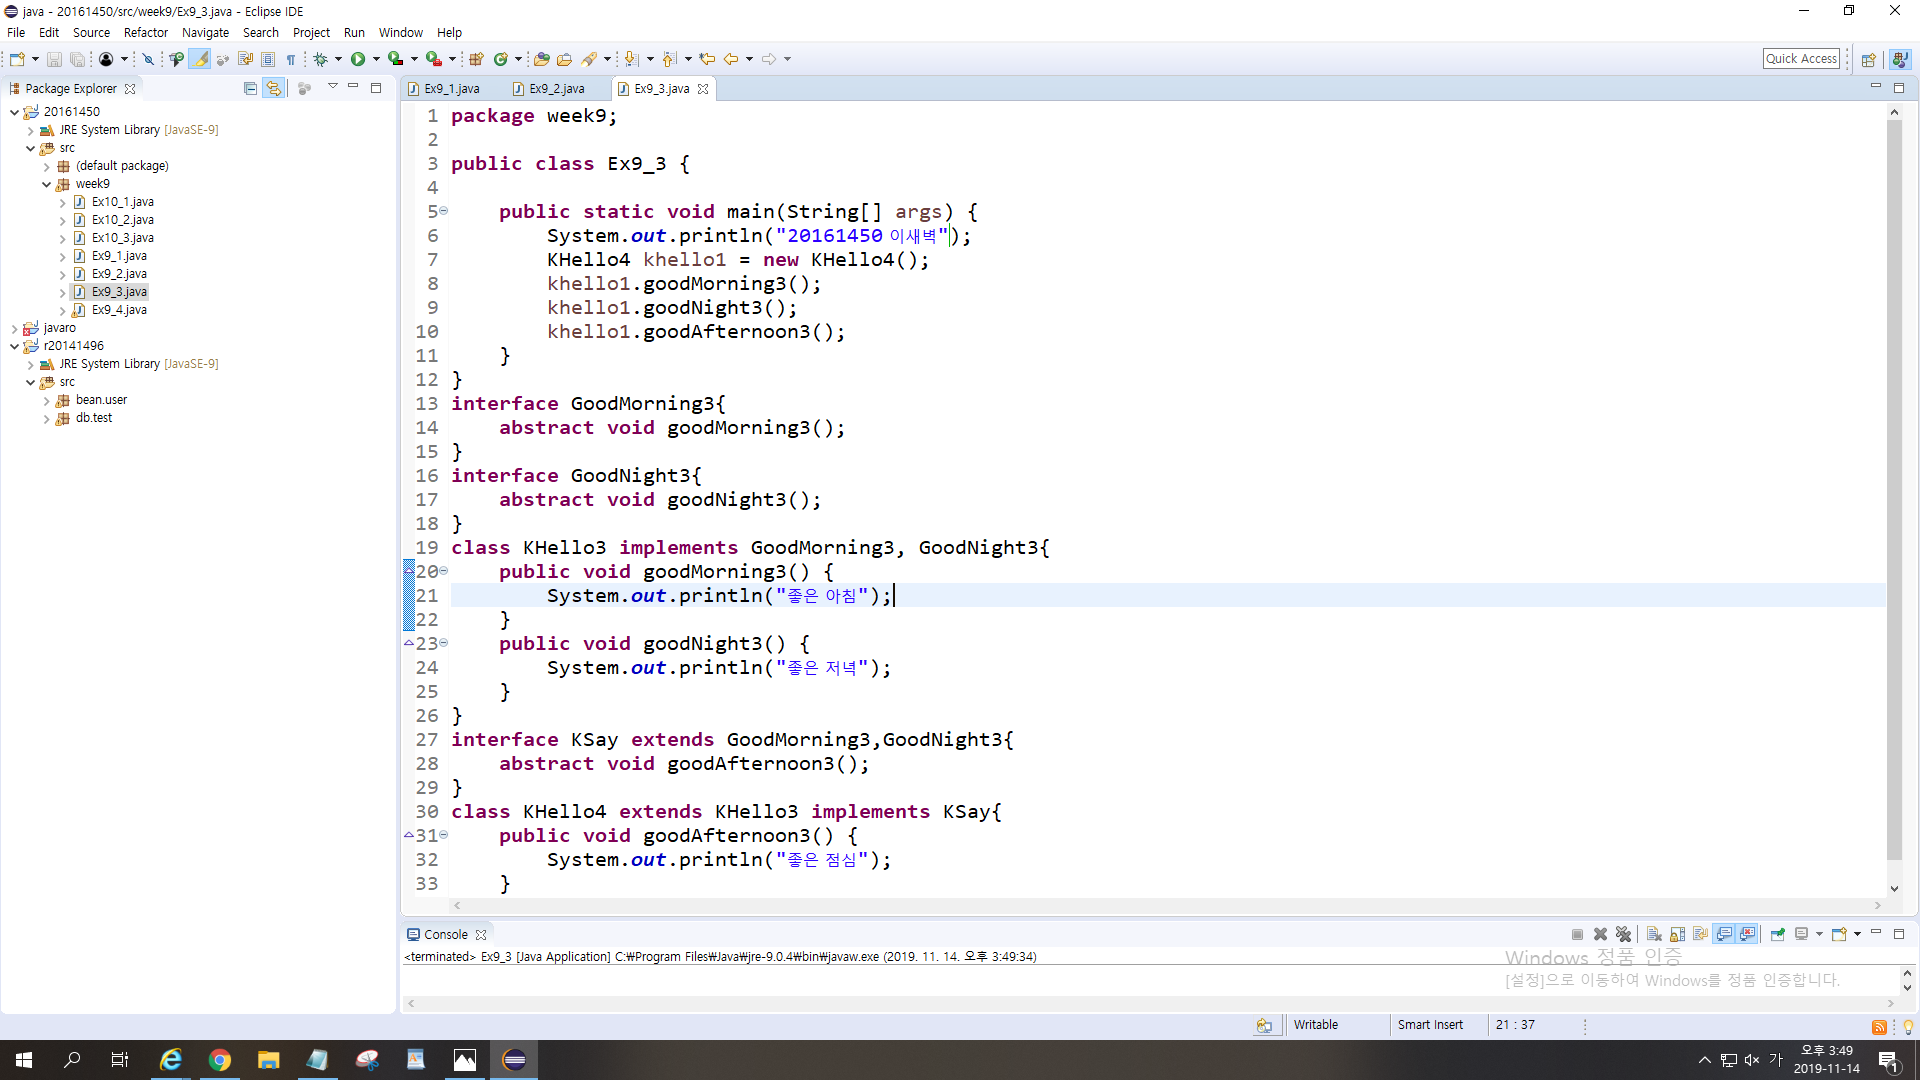 java - 20161450/src/week9/Ex9_3.java - Eclipse IDE
File Edit Source Refactor Navigate Search Project Run Window Help
Quick Access
Package Explorer
20161450
JRE System Library [JavaSE-9]
src
(default package)
week9
Ex10_1.java
Ex10_2.java
Ex10_3.java
Ex9_1.java
Ex9_2.java
Ex9_3.java
Ex9_4.java
javaro
r20141496
JRE System Library [JavaSE-9]
src
bean.user
db.test
Ex9_1.java Ex9_2.java Ex9_3.java
1 package week9;
2
3 public class Ex9_3 {
4
5 public static void main(String[] args) {
6 System.out.println("20161450 이새벽");
7 KHello4 khello1 = new KHello4();
8 khello1.goodMorning3();
9 khello1.goodNight3();
10 khello1.goodAfternoon3();
11 }
12 }
13 interface GoodMorning3{
14 abstract void goodMorning3();
15 }
16 interface GoodNight3{
17 abstract void goodNight3();
18 }
19 class KHello3 implements GoodMorning3, GoodNight3{
20 public void goodMorning3() {
21 System.out.println("좋은 아침");
22 }
23 public void goodNight3() {
24 System.out.println("좋은 저녁");
25 }
26 }
27 interface KSay extends GoodMorning3,GoodNight3{
28 abstract void goodAfternoon3();
29 }
30 class KHello4 extends KHello3 implements KSay{
31 public void goodAfternoon3() {
32 System.out.println("좋은 점심");
33 }
Console
<terminated> Ex9_3 [Java Application] C:₩Program Files₩Java₩jre-9.0.4₩bin₩javaw.exe (2019. 11. 14. 오후 3:49:34)
Windows 정품 인증
[설정]으로 이동하여 Windows를 정품 인증합니다.
Writable Smart Insert 21 : 37
가 오후 3:49
2019-11-14
1